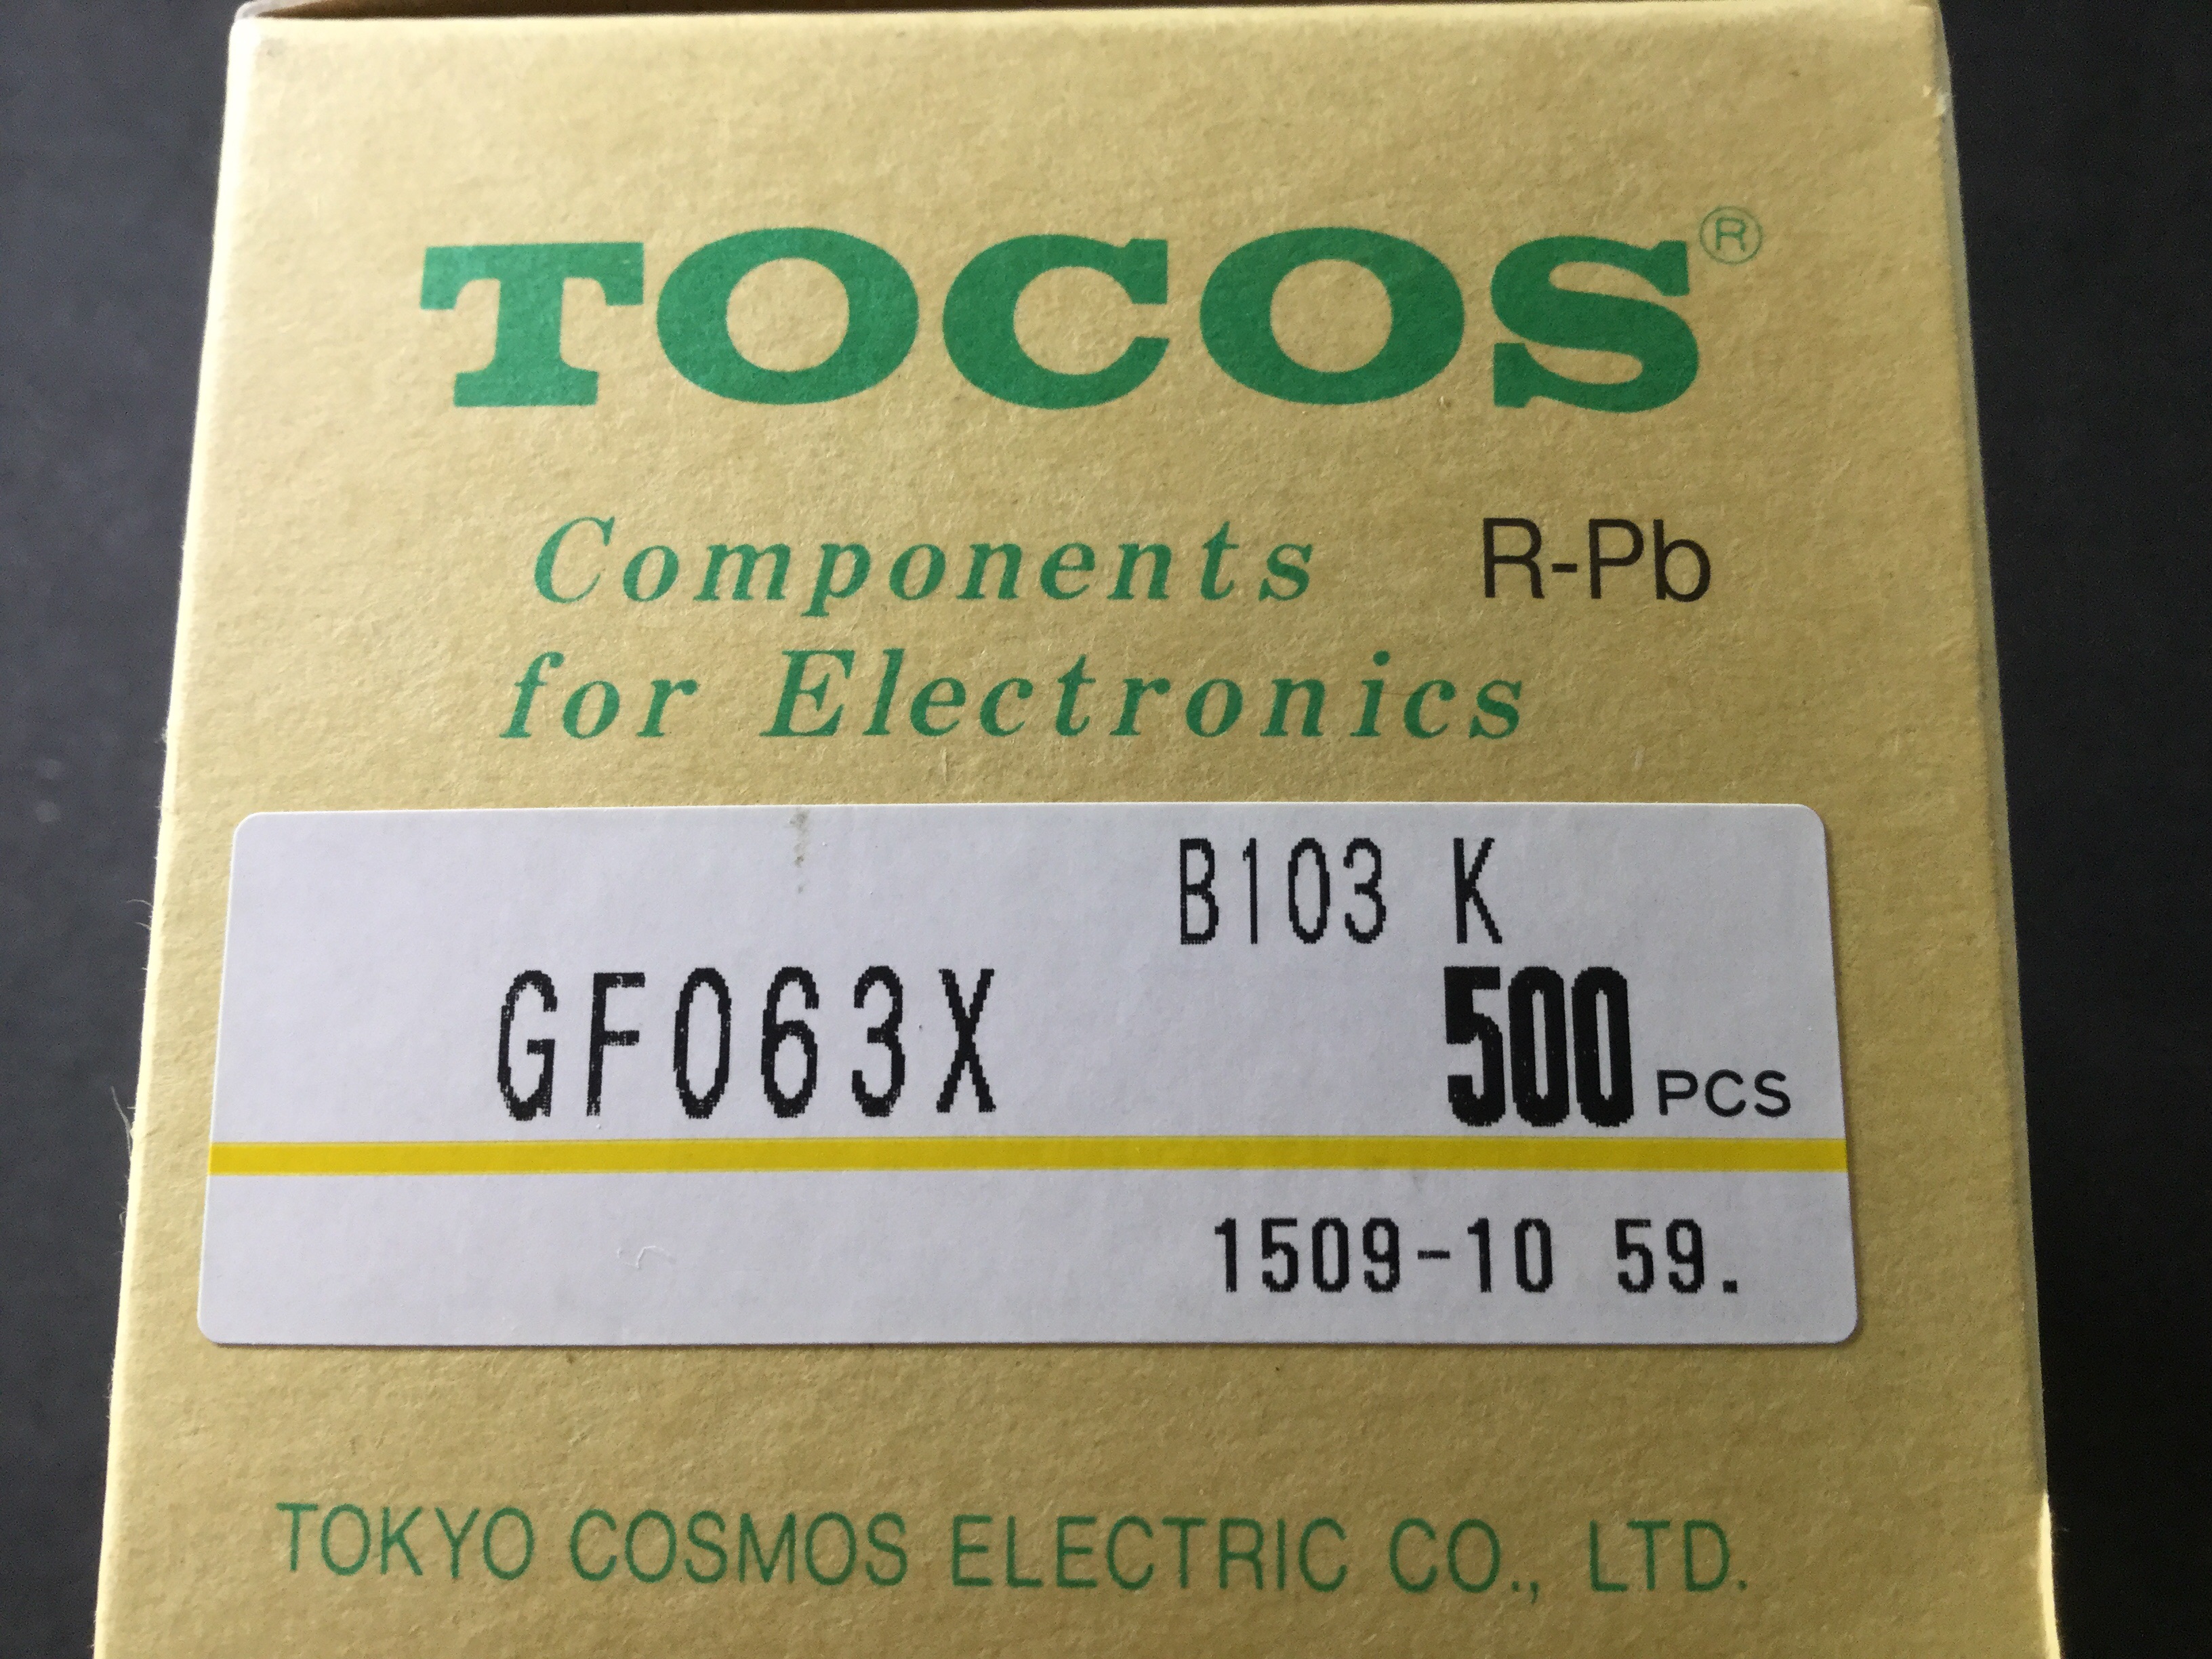 TOCOS®
Components R-Pb
for Electronics
B103 K
GF063X 500 PCS
1509-10 59.
TOKYO COSMOS ELECTRIC CO., LTD.